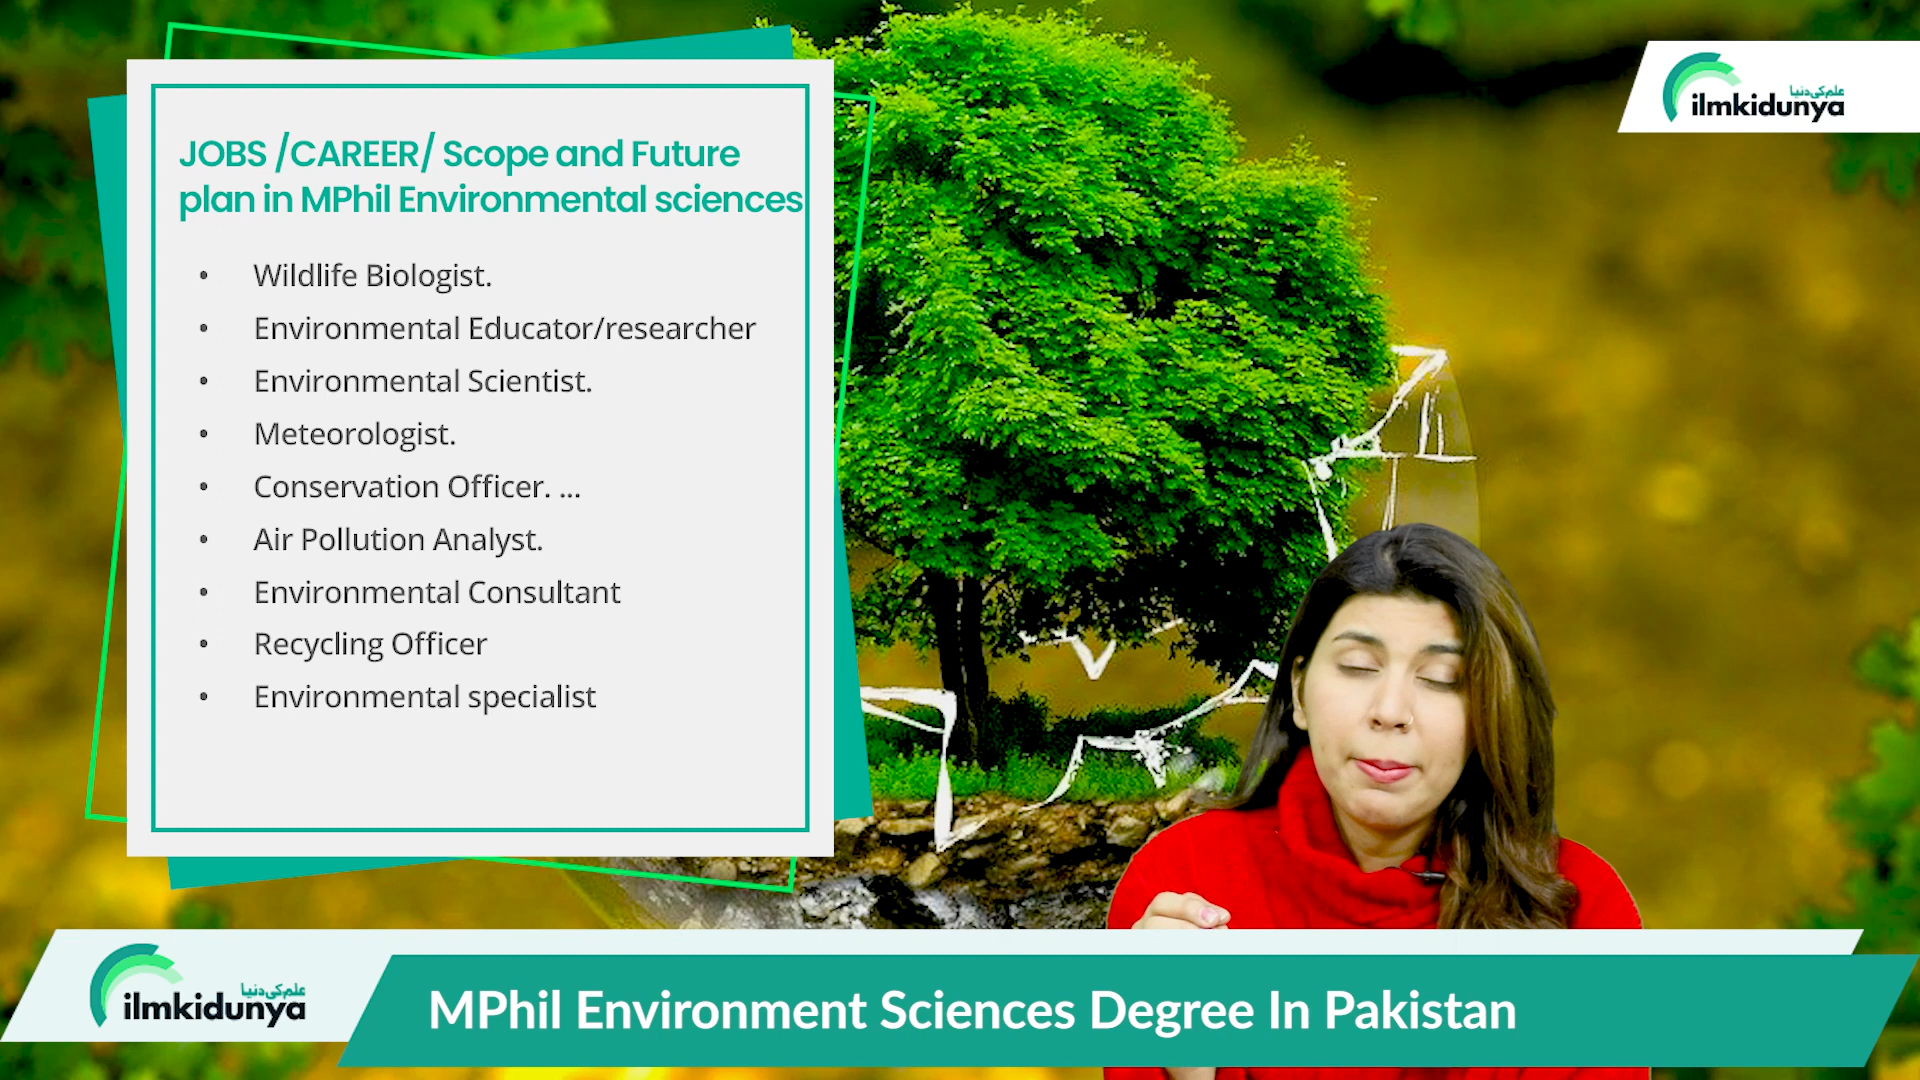 JOBS /CAREER/ Scope and Future
plan in MPhil Environmental sciences
• Wildlife Biologist.
• Environmental Educator/researcher
• Environmental Scientist.
• Meteorologist.
• Conservation Officer. ...
• Air Pollution Analyst.
• Environmental Consultant
• Recycling Officer
• Environmental specialist
علم کی دنیا
ilmkidunya
علم کی دنیا
ilmkidunya
MPhil Environment Sciences Degree In Pakistan